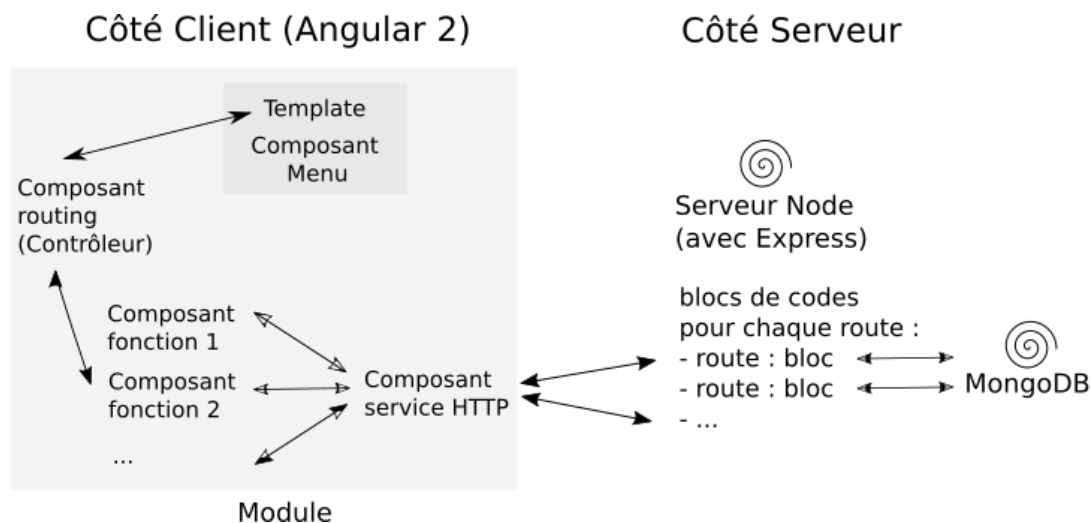 Côté Client (Angular 2)
Côté Serveur
Template
Composant
Menu
Composant
routing
(Contrôleur)
Composant
fonction 1
Composant
fonction 2
...
Composant
service HTTP
Module
Serveur Node
(avec Express)
blocs de codes
pour chaque route :
- route : bloc
- route : bloc
- ...
MongoDB